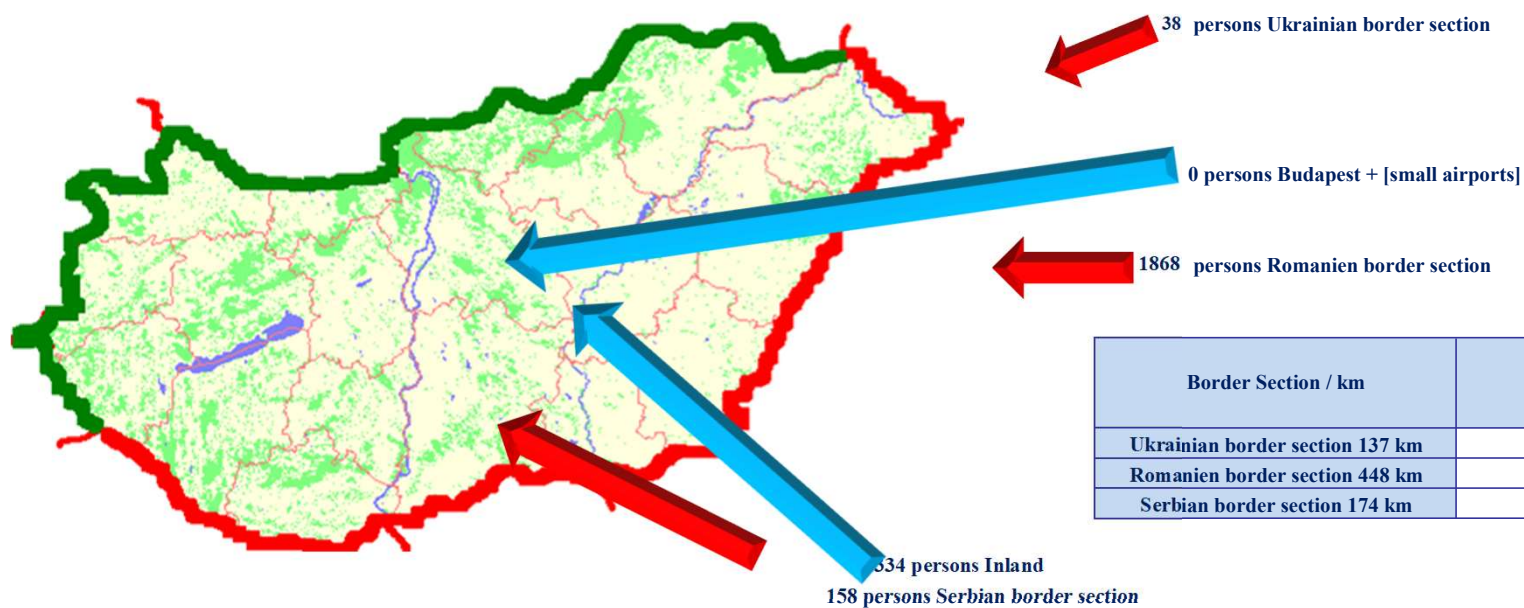 38 persons Ukrainian border section
0 persons Budapest + [small airports]
1868 persons Romanien border section
Border Section / km
Ukrainian border section 137 km
Romanien border section 448 km
Serbian border section 174 km
persons Inland
158 persons Serbian border section